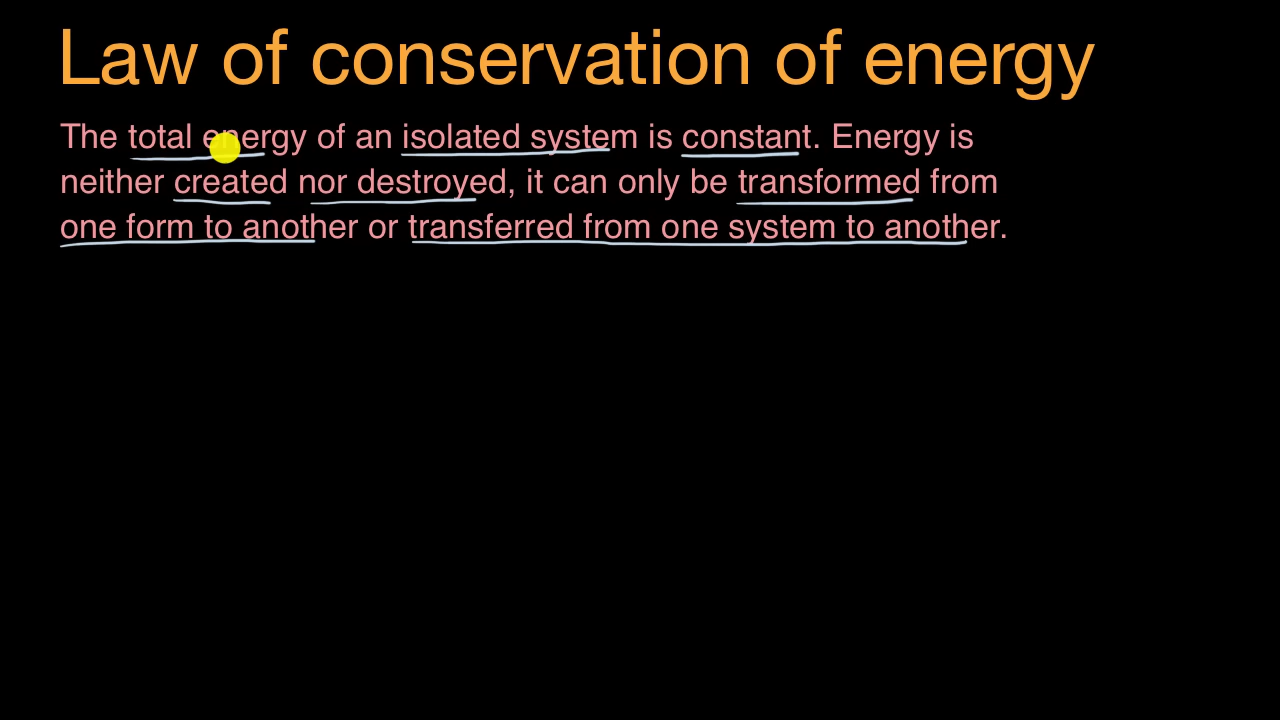 Law of conservation of energy
The total energy of an isolated system is constant. Energy is
neither created nor destroyed, it can only be transformed from
one form to another or transferred from one system to another.